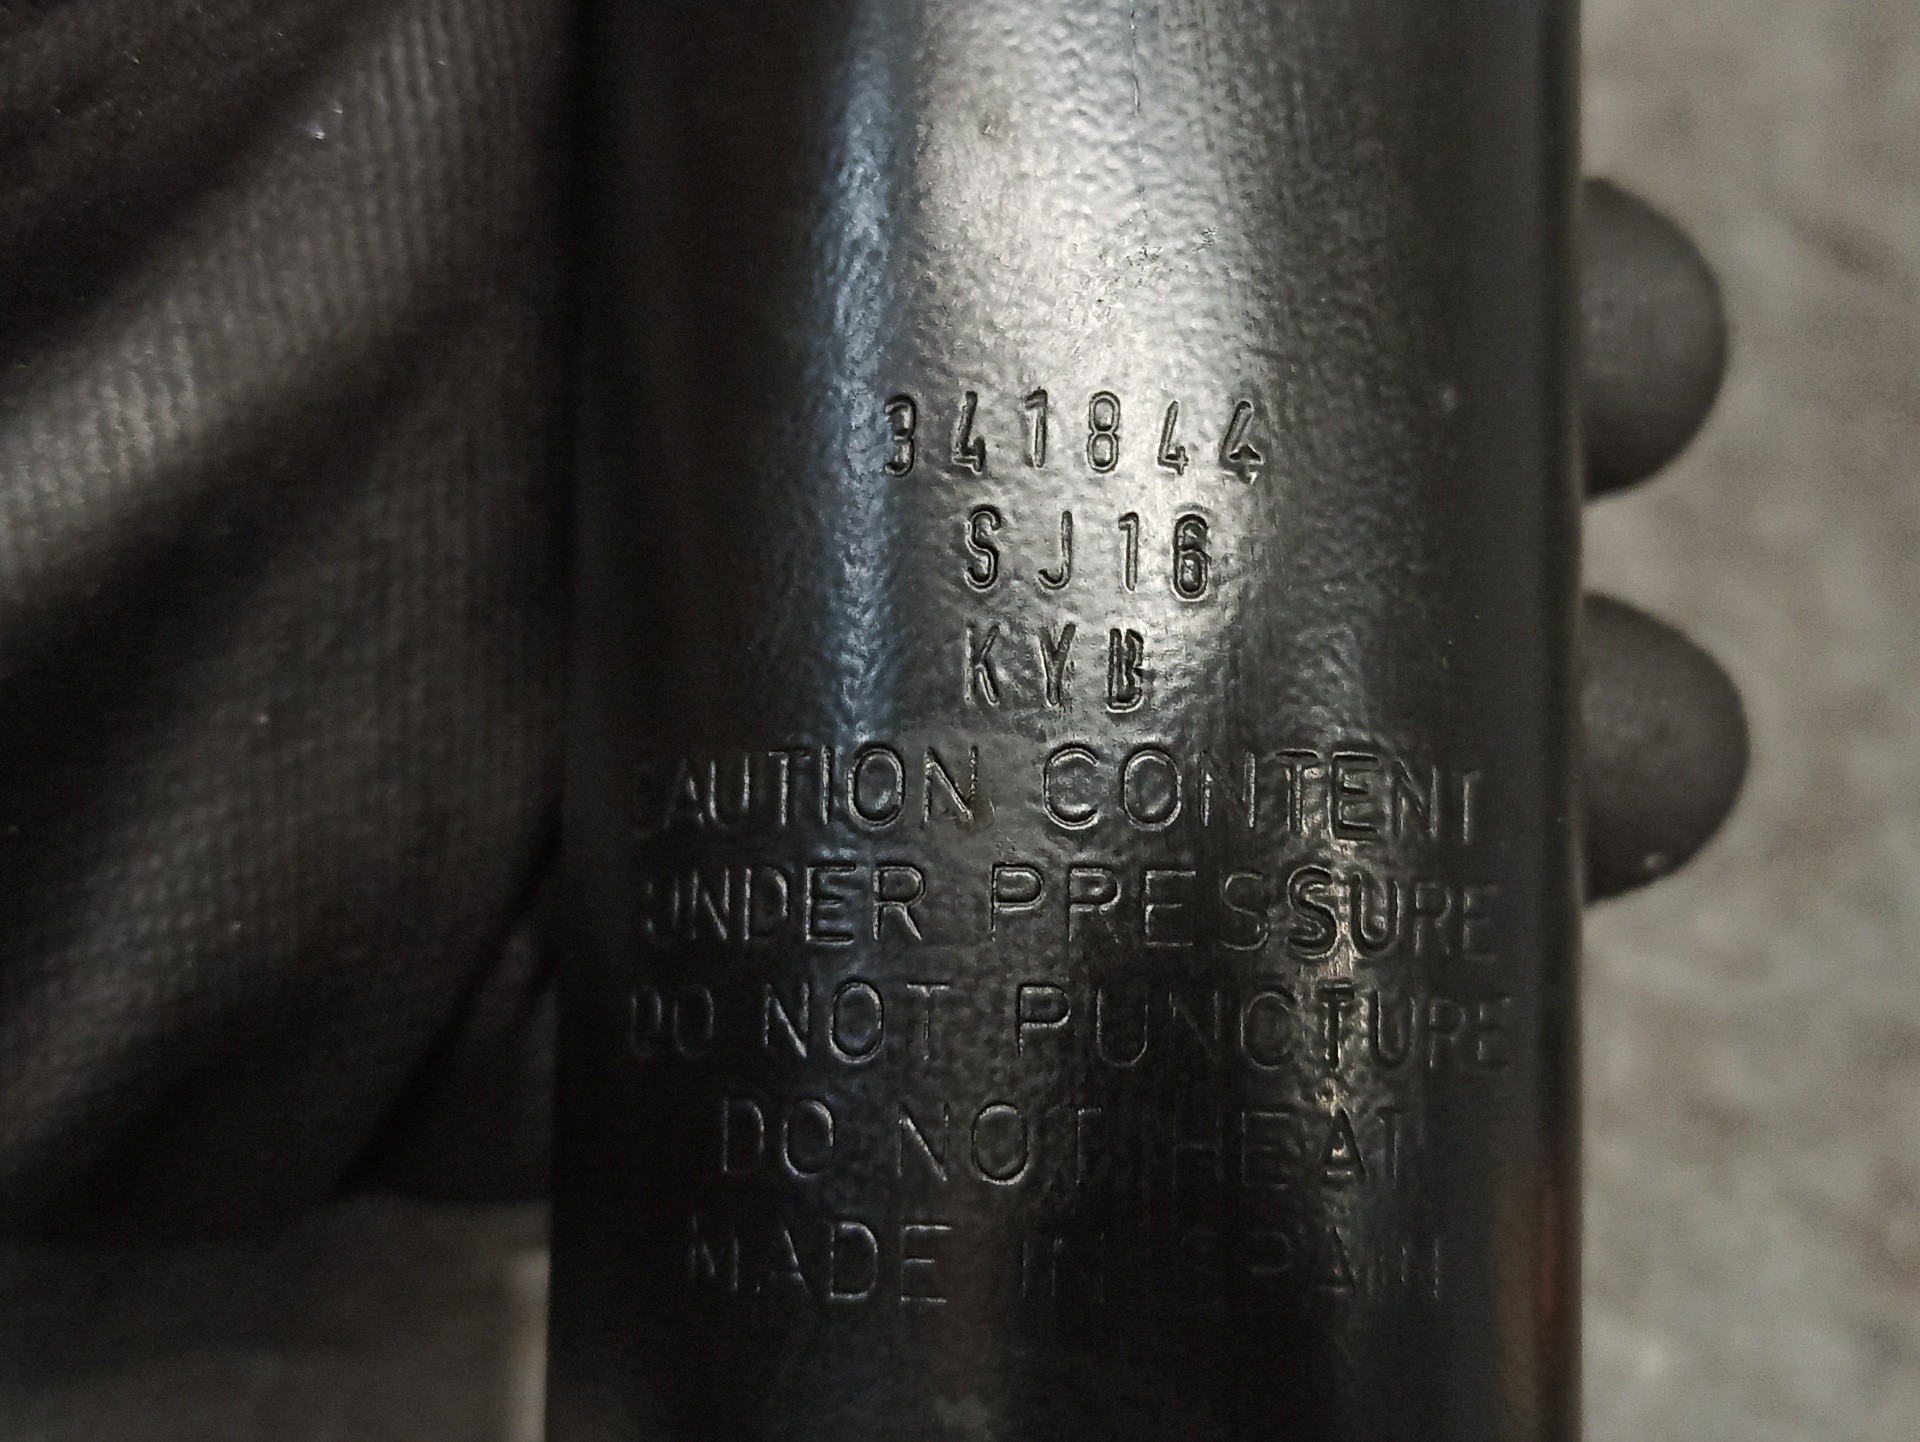 341844
SJ16
KYB
CAUTION CONTENT
UNDER PRESSURE
DO NOT PUNCTURE
DO NOT HEAT
MADE IN SPAIN